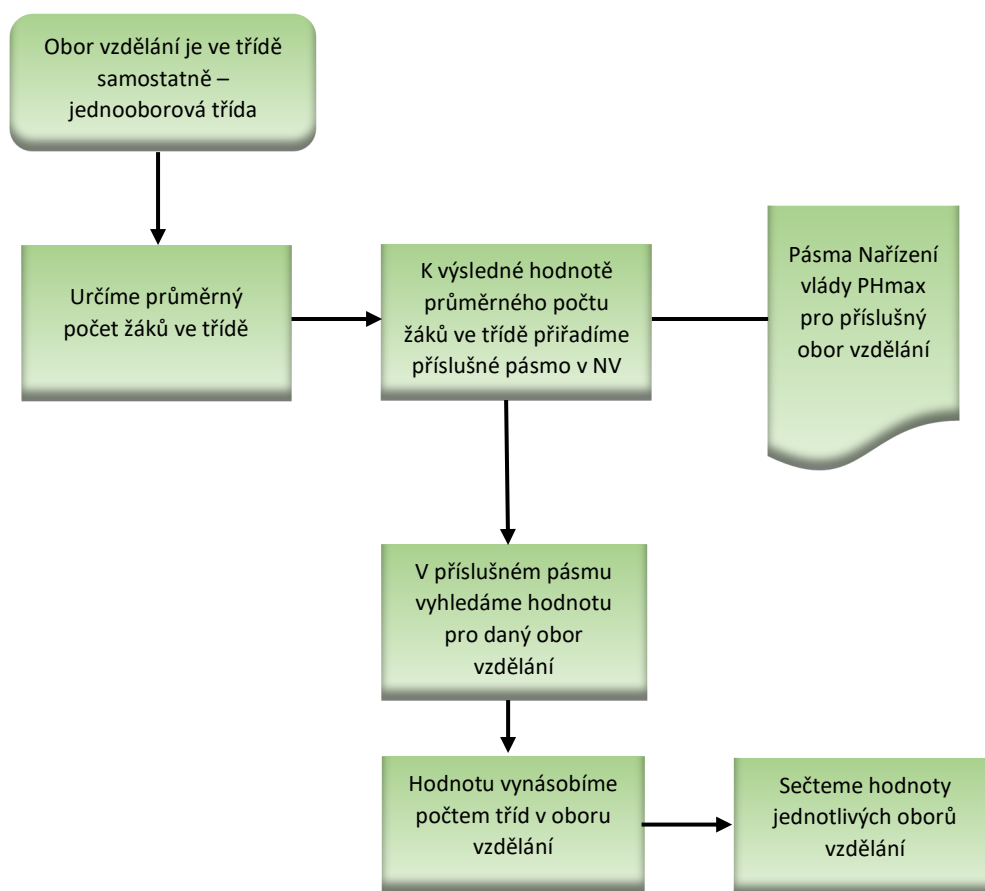 Obor vzdělání je ve třídě
samostatně –
jednooborová třída
Určíme průměrný
počet žáků ve třídě
K výsledné hodnotě
průměrného počtu
žáků ve třídě přiřadíme
příslušné pásmo v NV
Pásma Nařízení
vlády PHmax
pro příslušný
obor vzdělání
V příslušném pásmu
vyhledáme hodnotu
pro daný obor
vzdělání
Hodnotu vynásobíme
počtem tříd v oboru
vzdělání
Sečteme hodnoty
jednotlivých oborů
vzdělání